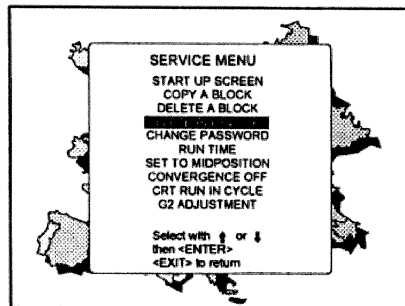 SERVICE MENU
START UP SCREEN
COPY A BLOCK
DELETE A BLOCK
CHANGE PASSWORD
RUN TIME
SET TO MIDPOSITION
CONVERGENCE OFF
CRT RUN IN CYCLE
G2 ADJUSTMENT
Select with ↑ or ↓
then <ENTER>
<EXIT> to return